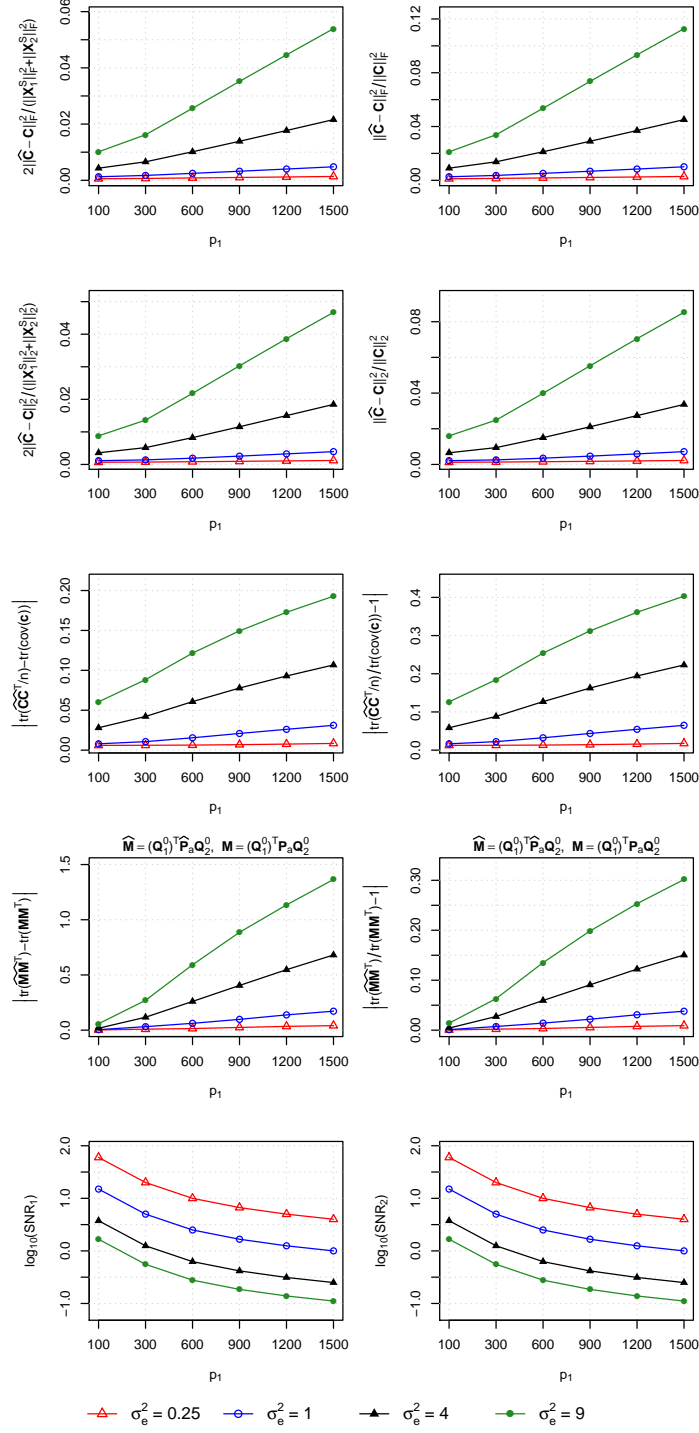 2||Ĉ − C||²_F/(||X₁ˢ||²_F+||X₂ˢ||²_F)
0.00 0.02 0.04 0.06
100 300 600 900 1200 1500
p₁
||Ĉ − C||²_F/||C||²_F
0.00 0.04 0.08 0.12
100 300 600 900 1200 1500
p₁
2||Ĉ − C||²₂/(||X₁ˢ||²₂+||X₂ˢ||²₂)
0.00 0.02 0.04
100 300 600 900 1200 1500
p₁
||Ĉ − C||²₂/||C||²₂
0.00 0.04 0.08
100 300 600 900 1200 1500
p₁
|tr(ĈĈᵀ/n)−tr(cov(c))|
0.00 0.05 0.10 0.15 0.20
100 300 600 900 1200 1500
p₁
|tr(ĈĈᵀ/n)/tr(cov(c))−1|
0.0 0.1 0.2 0.3 0.4
100 300 600 900 1200 1500
p₁
M̂ = (Q₁⁰)ᵀP̂ₐQ₂⁰, M = (Q₁⁰)ᵀPₐQ₂⁰
|tr(M̂M̂ᵀ)−tr(MMᵀ)|
0.0 0.5 1.0 1.5
100 300 600 900 1200 1500
p₁
M̂ = (Q₁⁰)ᵀP̂ₐQ₂⁰, M = (Q₁⁰)ᵀPₐQ₂⁰
|tr(M̂M̂ᵀ)/tr(MMᵀ)−1|
0.00 0.10 0.20 0.30
100 300 600 900 1200 1500
p₁
log₁₀(SNR₁)
−1.0 0.0 1.0 2.0
100 300 600 900 1200 1500
p₁
log₁₀(SNR₂)
−1.0 0.0 1.0 2.0
100 300 600 900 1200 1500
p₁
σ²ₑ = 0.25 σ²ₑ = 1 σ²ₑ = 4 σ²ₑ = 9